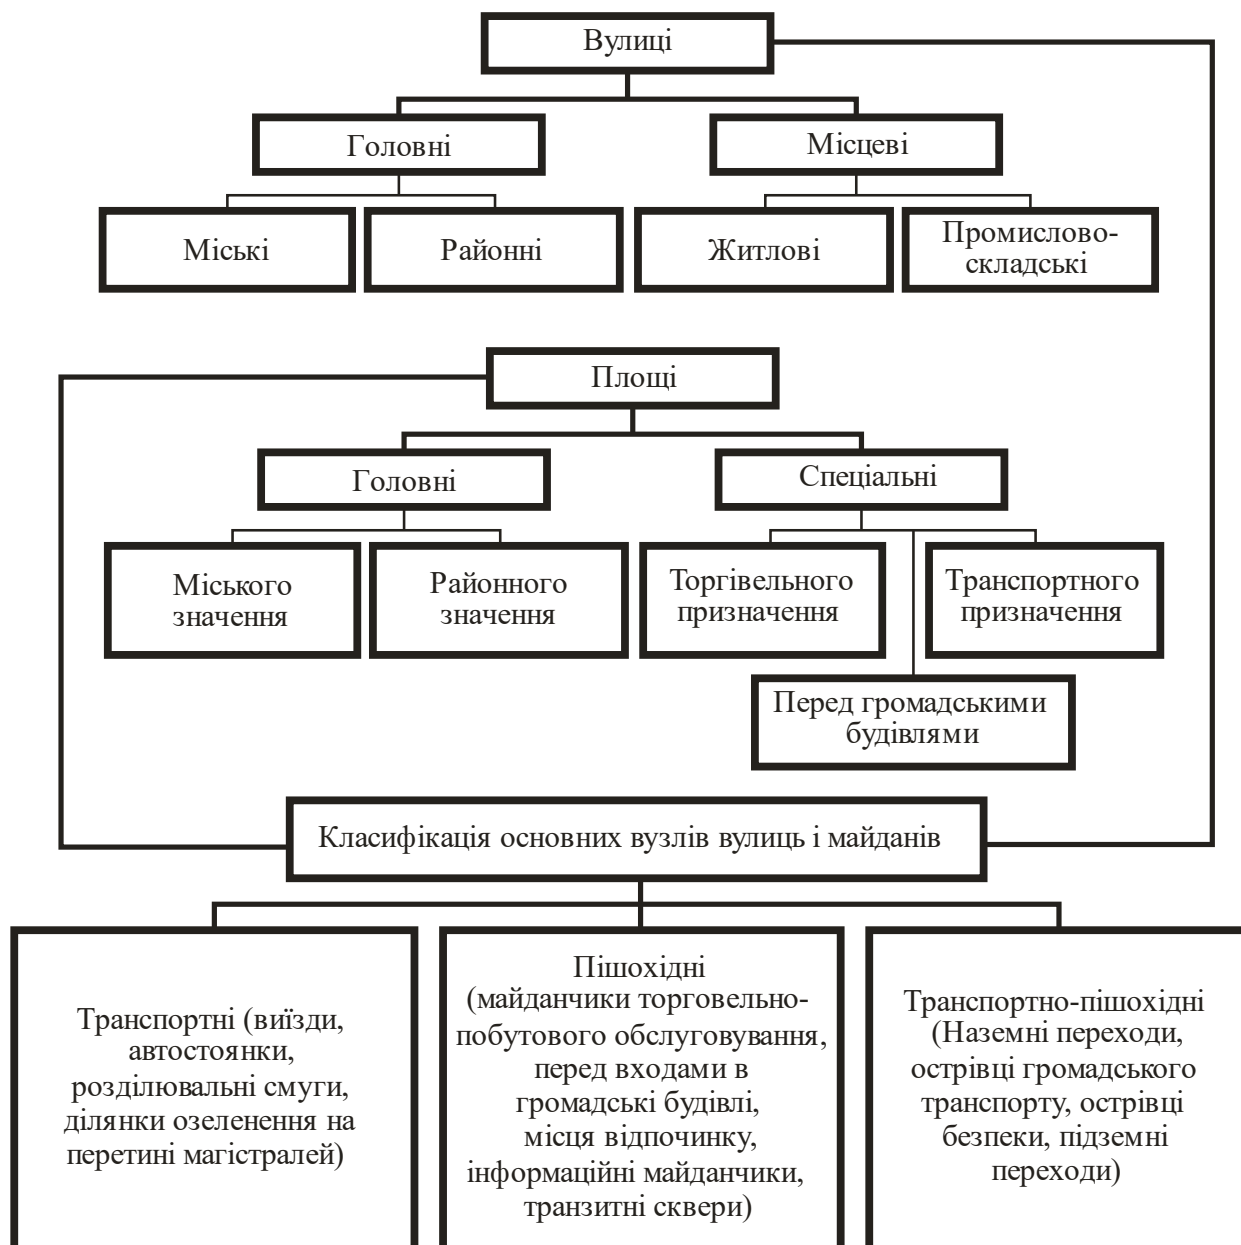 Вулиці
Головні
Місцеві
Міські
Районні
Житлові
Промислово-
складські
Площі
Головні
Спеціальні
Міського
значення
Районного
значення
Торгівельного
призначення
Транспортного
призначення
Перед громадськими
будівлями
Класифікація основних вузлів вулиць і майданів
Транспортні (виїзди,
автостоянки,
розділювальні смуги,
ділянки озеленення на
перетині магістралей)
Пішохідні
(майданчики торговельно-
побутового обслуговування,
перед входами в
громадські будівлі,
місця відпочинку,
інформаційні майданчики,
транзитні сквери)
Транспортно-пішохідні
(Наземні переходи,
острівці громадського
транспорту, острівці
безпеки, підземні
переходи)